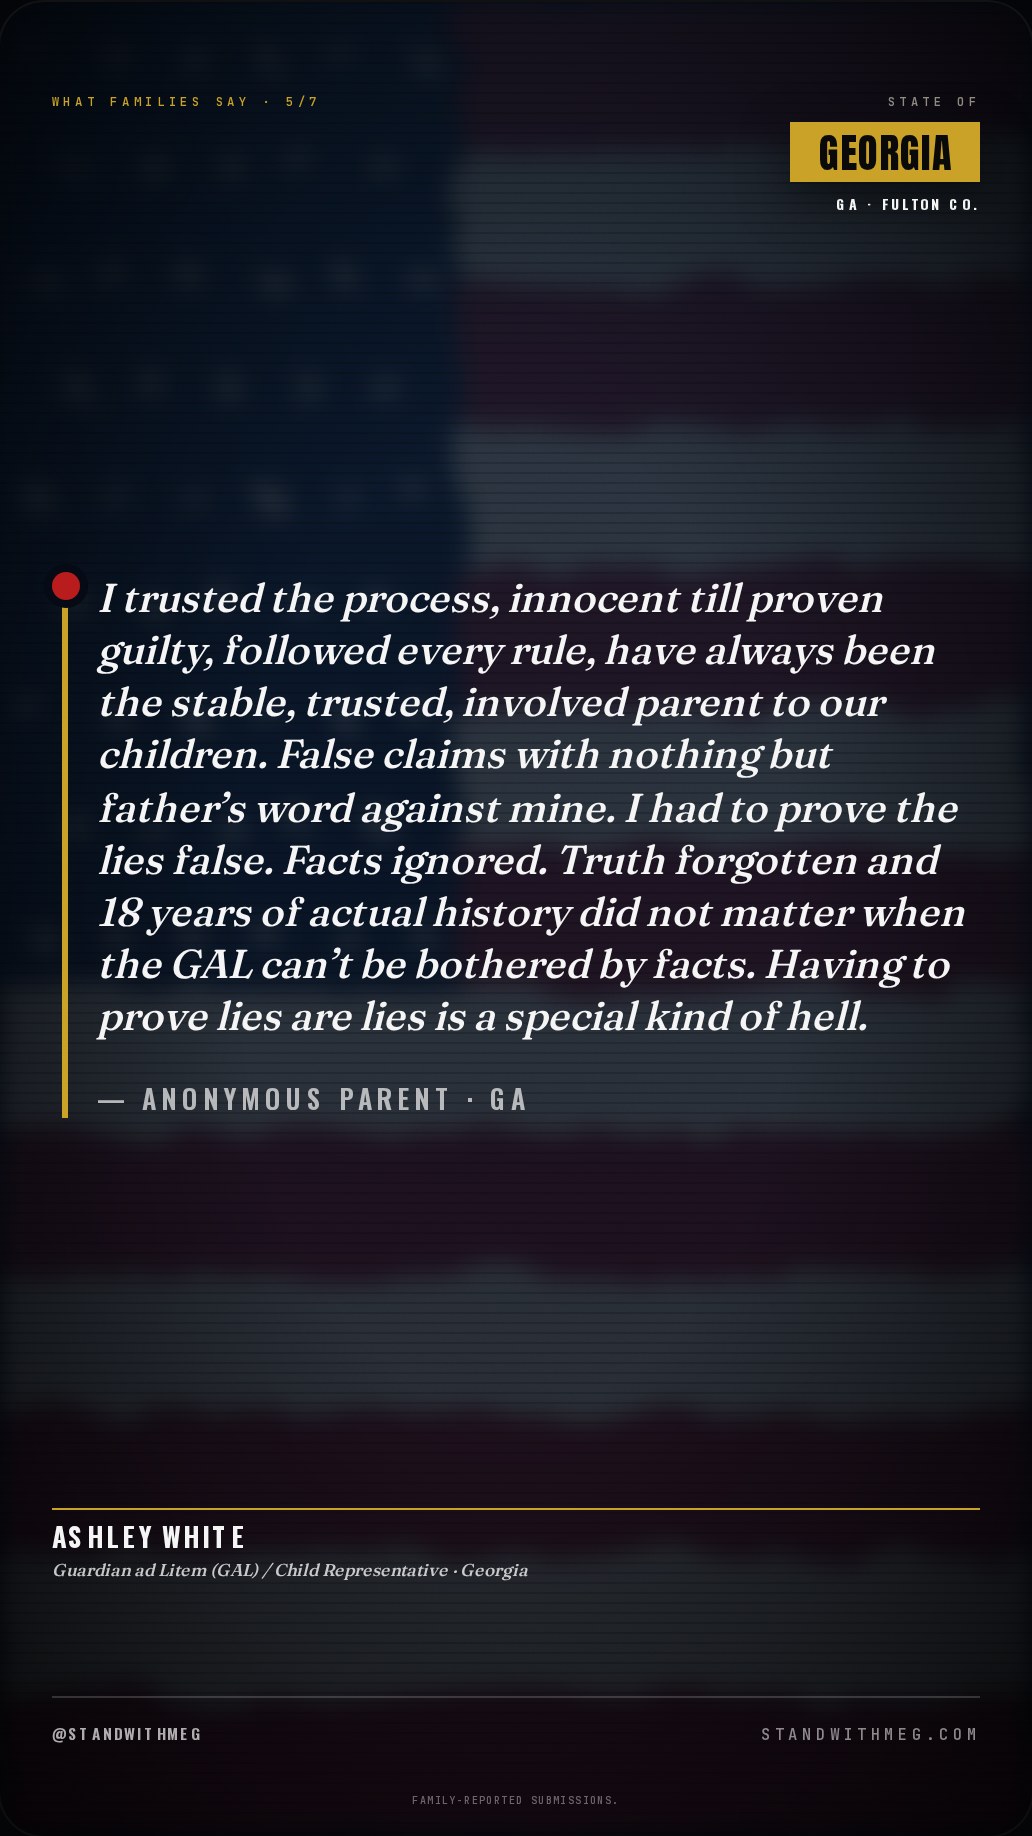 WHAT FAMILIES SAY · 5/7
STATE OF
GEORGIA
GA · FULTON CO.
I trusted the process, innocent till proven
guilty, followed every rule, have always been
the stable, trusted, involved parent to our
children. False claims with nothing but
father’s word against mine. I had to prove the
lies false. Facts ignored. Truth forgotten and
18 years of actual history did not matter when
the GAL can’t be bothered by facts. Having to
prove lies are lies is a special kind of hell.
— ANONYMOUS PARENT · GA
ASHLEY WHITE
Guardian ad Litem (GAL) / Child Representative · Georgia
@STANDWITHMEG
STANDWITHMEG.COM
FAMILY-REPORTED SUBMISSIONS.